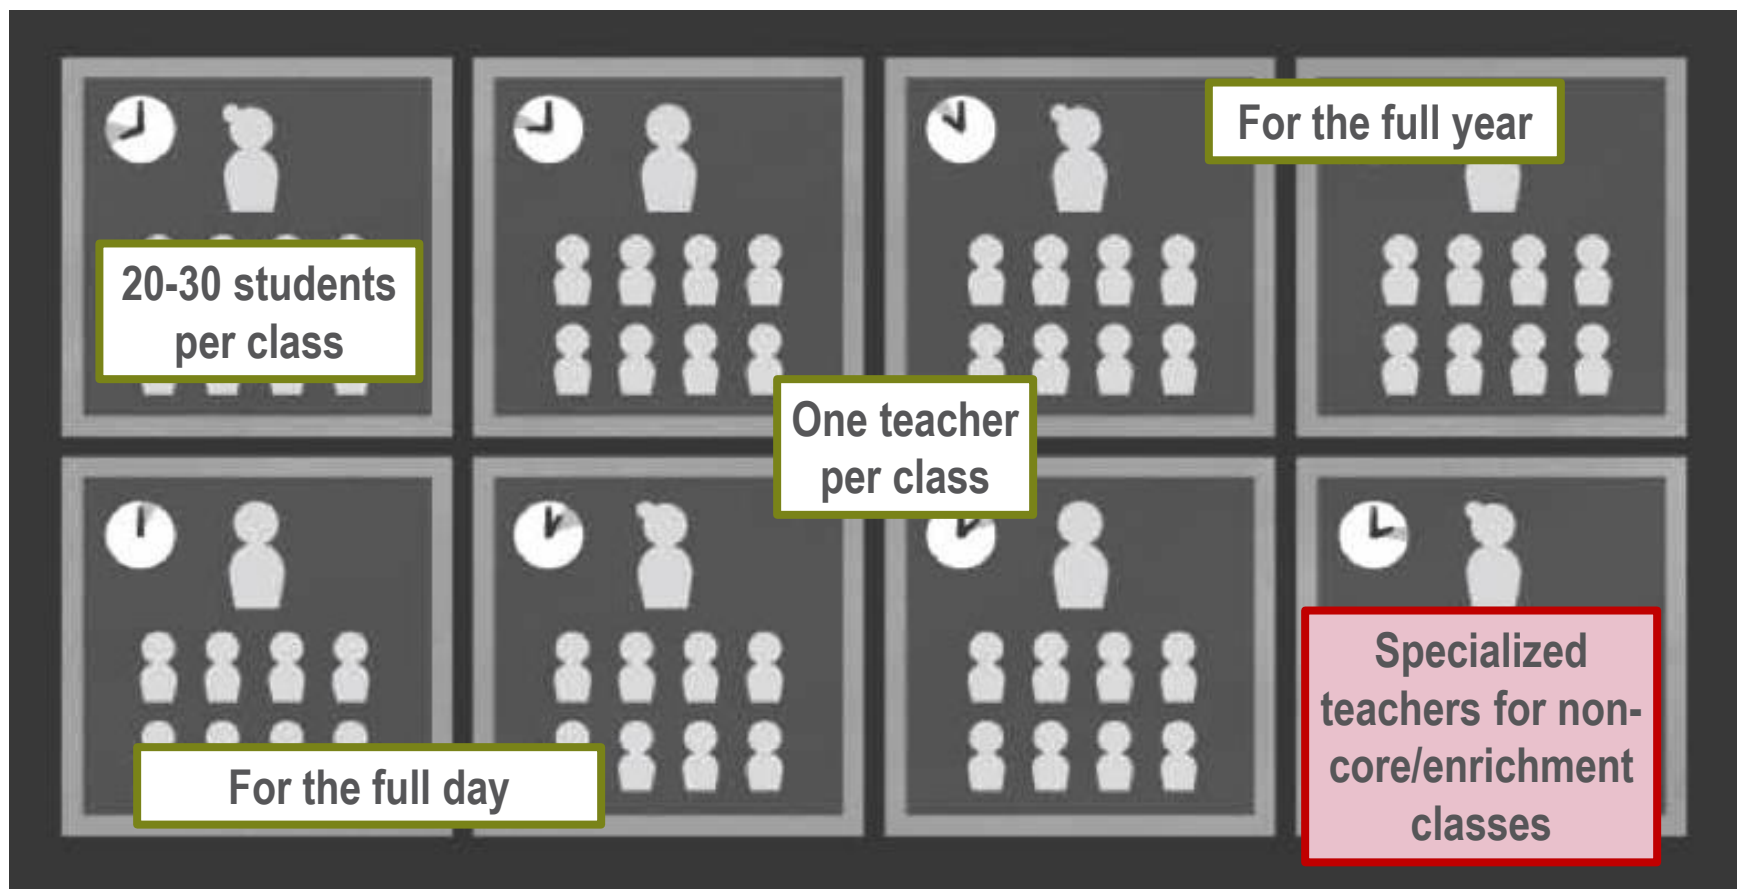 For the full year
20-30 students
per class
One teacher
per class
For the full day
Specialized
teachers for non-
core/enrichment
classes